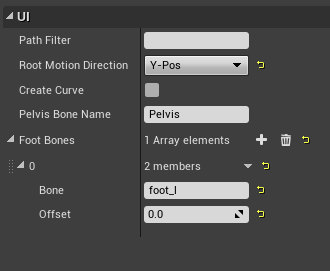 UI
Path Filter
Root Motion Direction Y-Pos
Create Curve
Pelvis Bone Name Pelvis
Foot Bones 1 Array elements
0 2 members
Bone foot_l
Offset 0.0